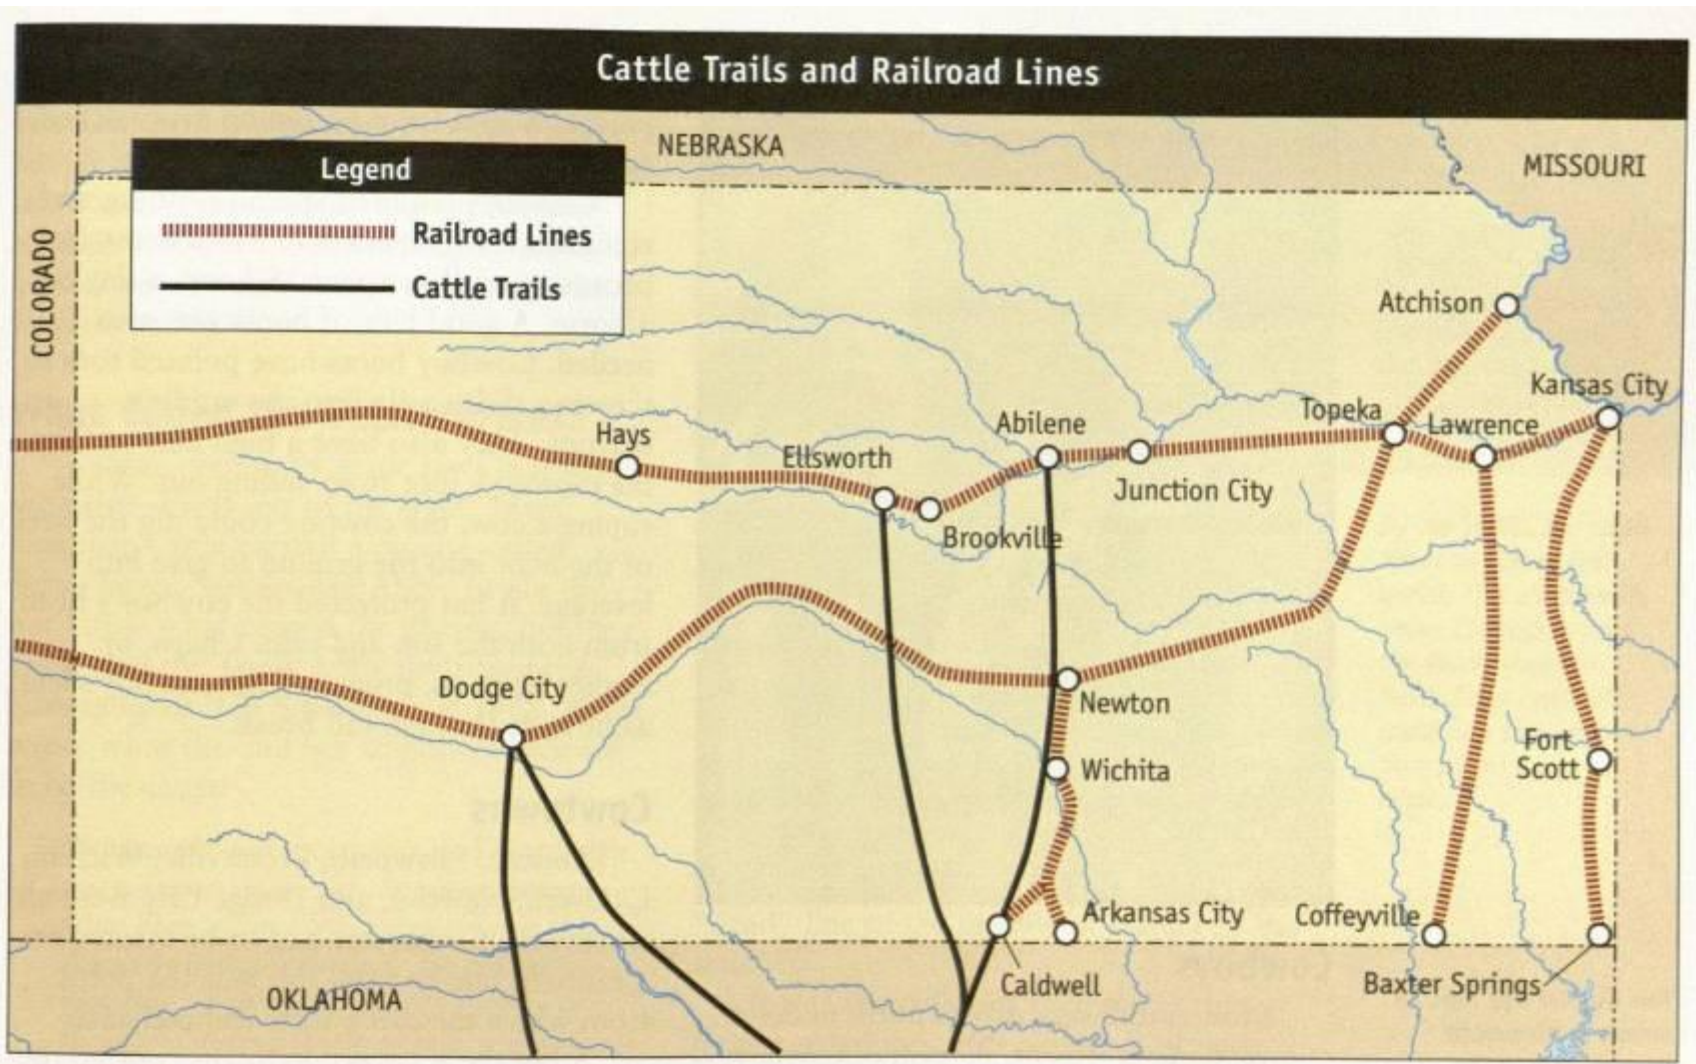 Cattle Trails and Railroad Lines
NEBRASKA
MISSOURI
Legend
Railroad Lines
Cattle Trails
COLORADO
Atchison
Kansas City
Topeka
Lawrence
Abilene
Hays
Ellsworth
Junction City
Brookville
Dodge City
Newton
Wichita
Fort
Scott
Arkansas City
Coffeyville
Caldwell
Baxter Springs
OKLAHOMA